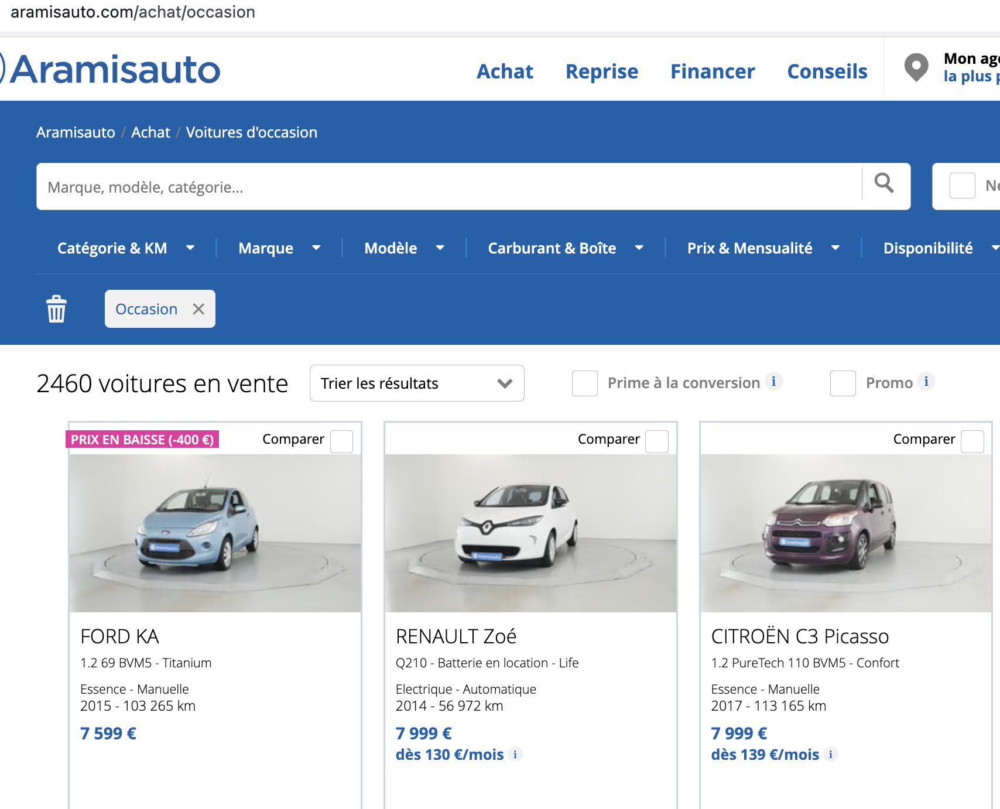 aramisauto.com/achat/occasion
Aramisauto
Achat Reprise Financer Conseils
Mon
la plus
Aramisauto / Achat / Voitures d'occasion
Marque, modèle, catégorie...
Catégorie & KM Marque Modèle Carburant & Boîte Prix & Mensualité Disponibilité
Occasion
2460 voitures en vente
Trier les résultats
Prime à la conversion i
Promo i
PRIX EN BAISSE (-400 €) Comparer
Aramisauto
FORD KA
1.2 69 BVM5 - Titanium
Essence - Manuelle
2015 - 103 265 km
7 599 €
Comparer
Aramisauto
RENAULT Zoé
Q210 - Batterie en location - Life
Electrique - Automatique
2014 - 56 972 km
7 999 €
dès 130 €/mois i
Comparer
Aramisauto
CITROËN C3 Picasso
1.2 PureTech 110 BVM5 - Confort
Essence - Manuelle
2017 - 113 165 km
7 999 €
dès 139 €/mois i